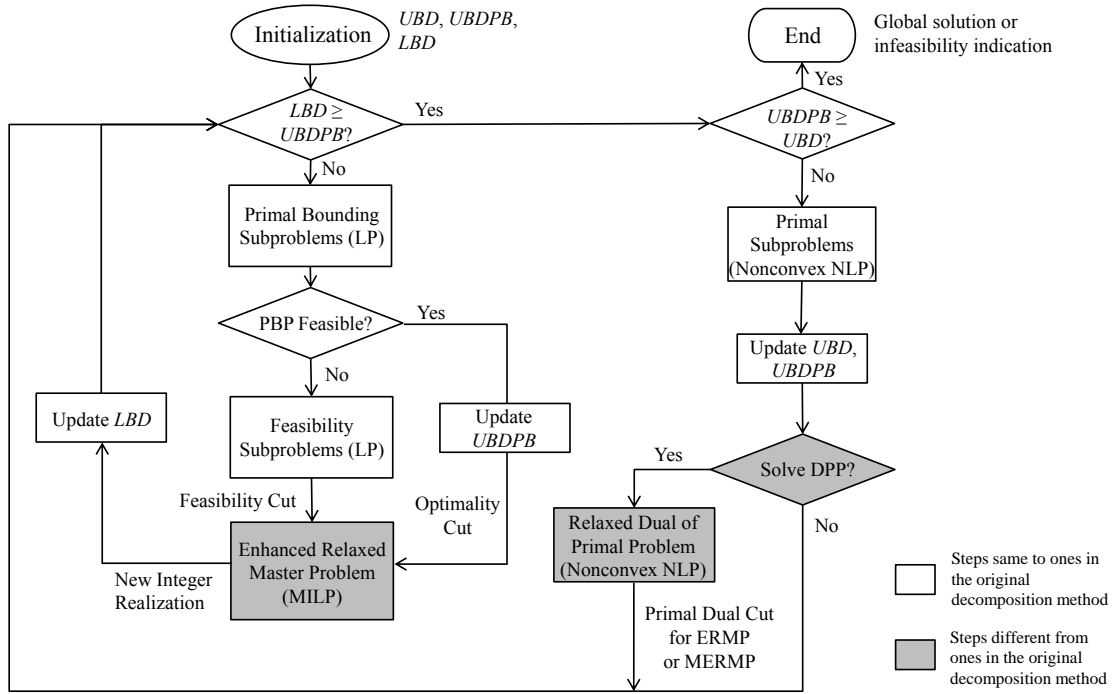 Initialization
UBD, UBDPB,
LBD
End
Global solution or
infeasibility indication
Yes
LBD ≥
UBDPB?
Yes
UBDPB ≥
UBD?
No
No
Primal Bounding
Subproblems (LP)
Primal
Subproblems
(Nonconvex NLP)
PBP Feasible?
Yes
Update UBD,
UBDPB
No
Update LBD
Feasibility
Subproblems (LP)
Update
UBDPB
Yes
Solve DPP?
Feasibility Cut
Optimality
Cut
No
Enhanced Relaxed
Master Problem
(MILP)
Relaxed Dual of
Primal Problem
(Nonconvex NLP)
New Integer
Realization
Steps same to ones in
the original
decomposition method
Primal Dual Cut
for ERMP
or MERMP
Steps different from
ones in the original
decomposition method